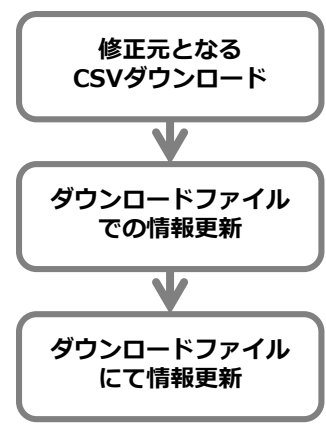 修正元となる
CSVダウンロード
ダウンロードファイル
での情報更新
ダウンロードファイル
にて情報更新